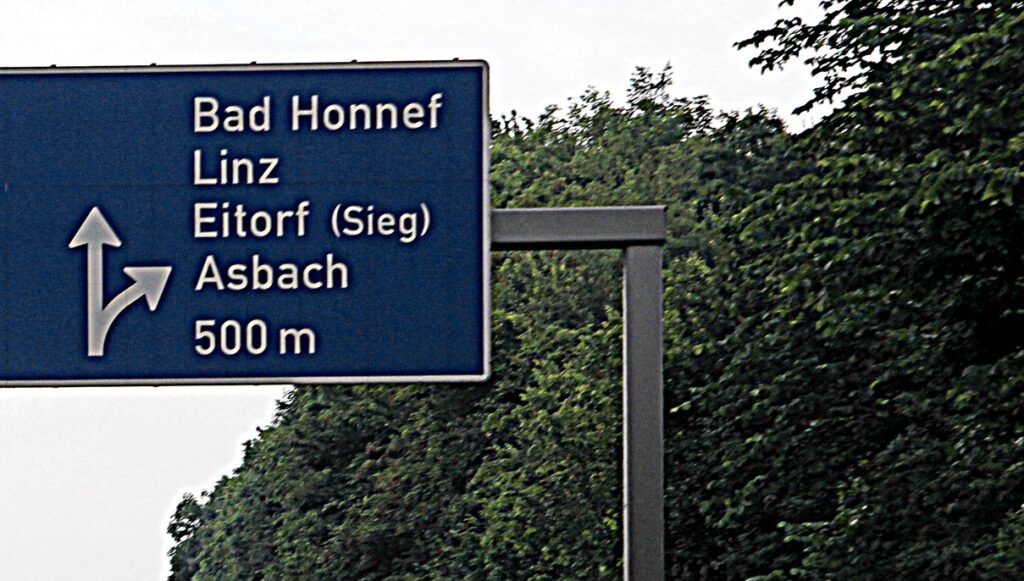 Bad Honnef
Linz
Eitorf (Sieg)
Asbach
500 m